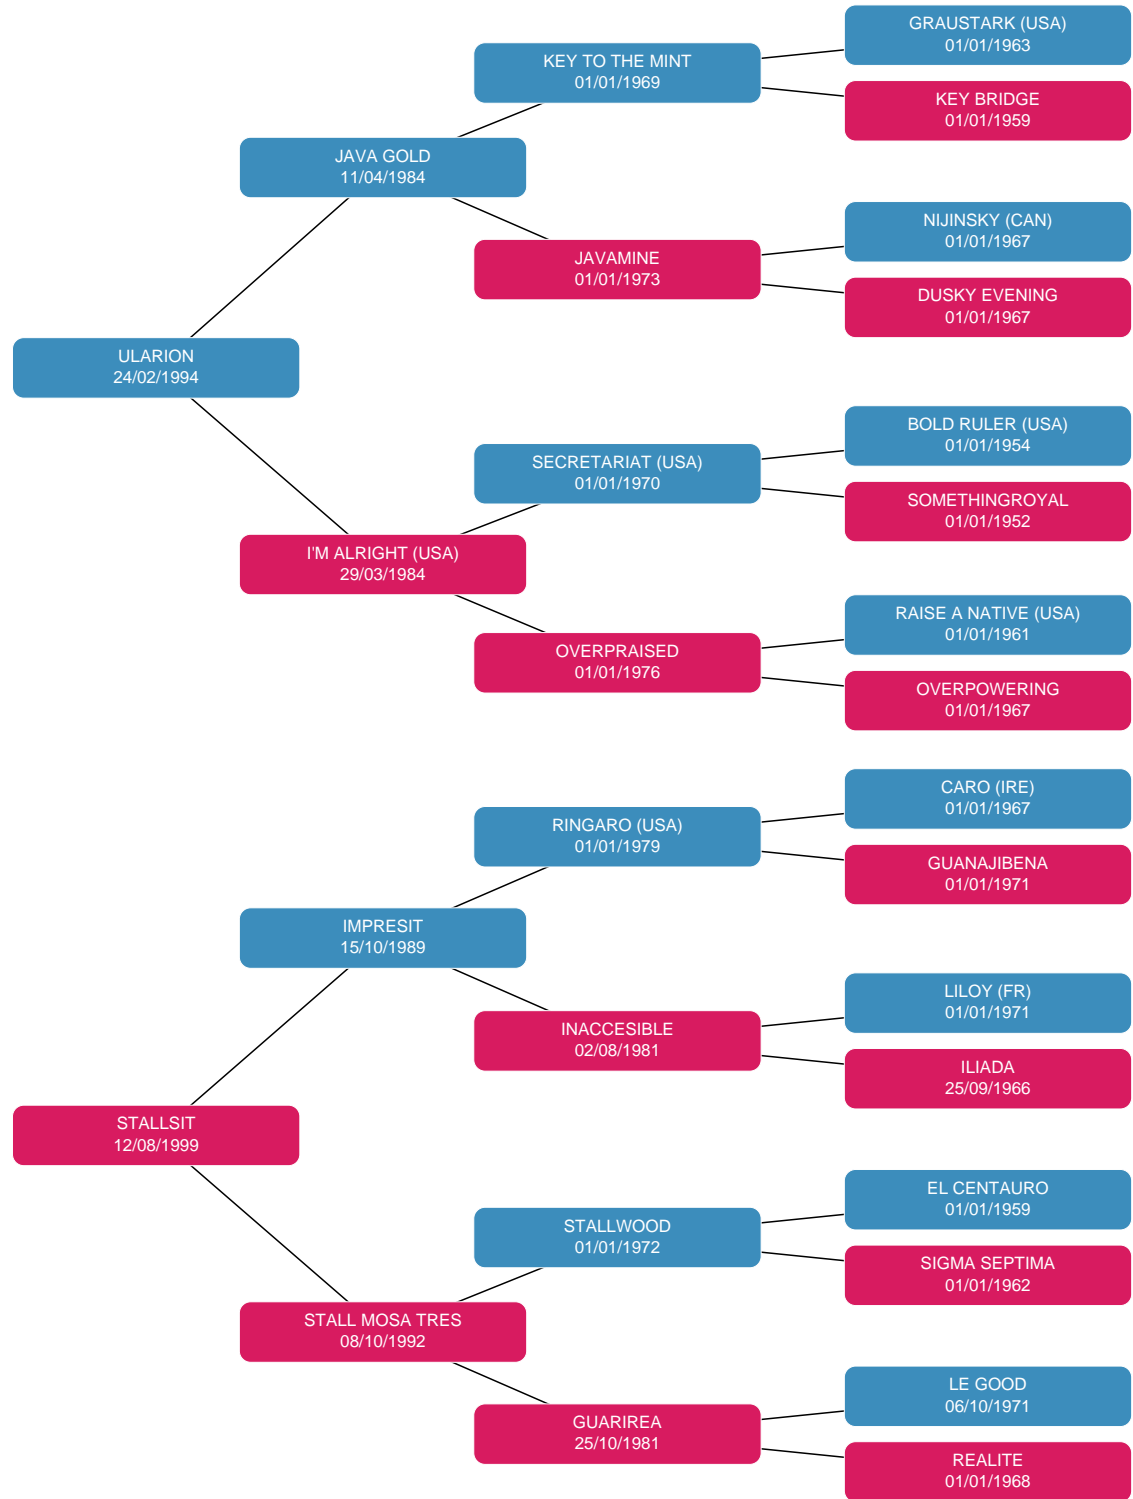 GRAUSTARK (USA)
01/01/1963
KEY TO THE MINT
01/01/1969
KEY BRIDGE
01/01/1959
JAVA GOLD
11/04/1984
NIJINSKY (CAN)
01/01/1967
JAVAMINE
01/01/1973
DUSKY EVENING
01/01/1967
ULARION
24/02/1994
BOLD RULER (USA)
01/01/1954
SECRETARIAT (USA)
01/01/1970
SOMETHINGROYAL
01/01/1952
I'M ALRIGHT (USA)
29/03/1984
RAISE A NATIVE (USA)
01/01/1961
OVERPRAISED
01/01/1976
OVERPOWERING
01/01/1967
CARO (IRE)
01/01/1967
RINGARO (USA)
01/01/1979
GUANAJIBENA
01/01/1971
IMPRESIT
15/10/1989
LILOY (FR)
01/01/1971
INACCESIBLE
02/08/1981
ILIADA
25/09/1966
STALLSIT
12/08/1999
EL CENTAURO
01/01/1959
STALLWOOD
01/01/1972
SIGMA SEPTIMA
01/01/1962
STALL MOSA TRES
08/10/1992
LE GOOD
06/10/1971
GUARIREA
25/10/1981
REALITE
01/01/1968